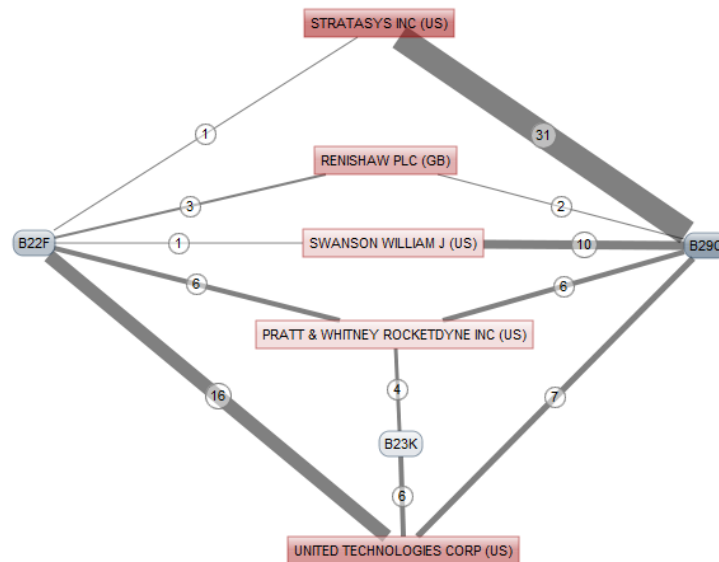 STRATASYS INC (US)
1
31
RENISHAW PLC (GB)
3
2
B22F
1
SWANSON WILLIAM J (US)
10
B29C
6
6
PRATT & WHITNEY ROCKETDYNE INC (US)
16
4
7
B23K
6
UNITED TECHNOLOGIES CORP (US)